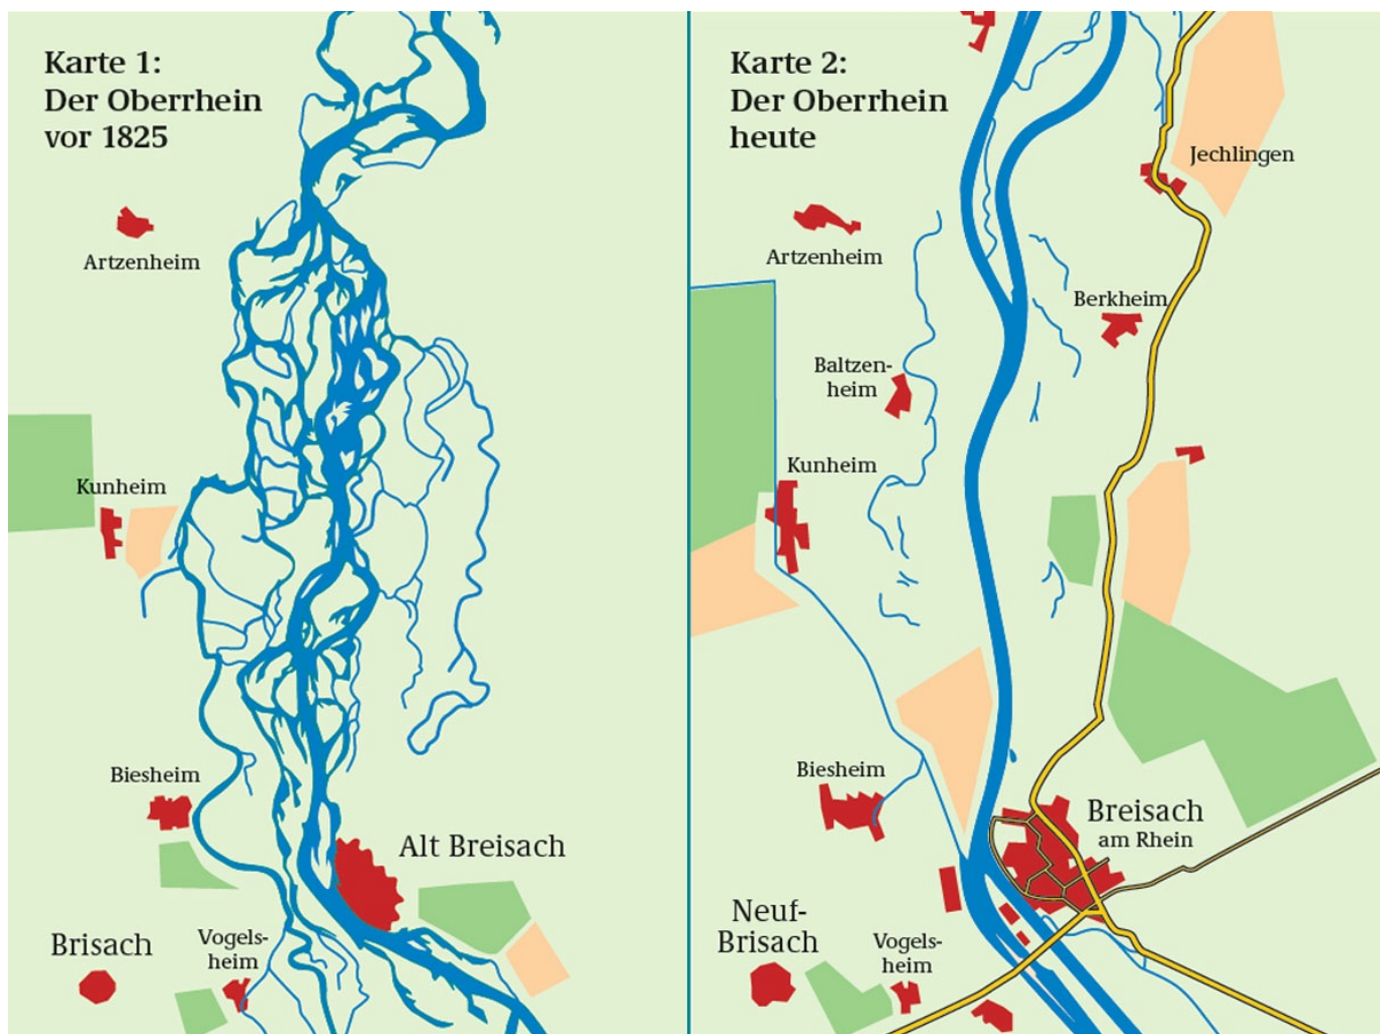 Karte 1:
Der Oberrhein
vor 1825
Artzenheim
Kunheim
Biesheim
Alt Breisach
Brisach
Vogels-
heim
Karte 2:
Der Oberrhein
heute
Jechlingen
Artzenheim
Berkheim
Baltzen-
heim
Kunheim
Biesheim
Breisach
am Rhein
Neuf-
Brisach
Vogels-
heim